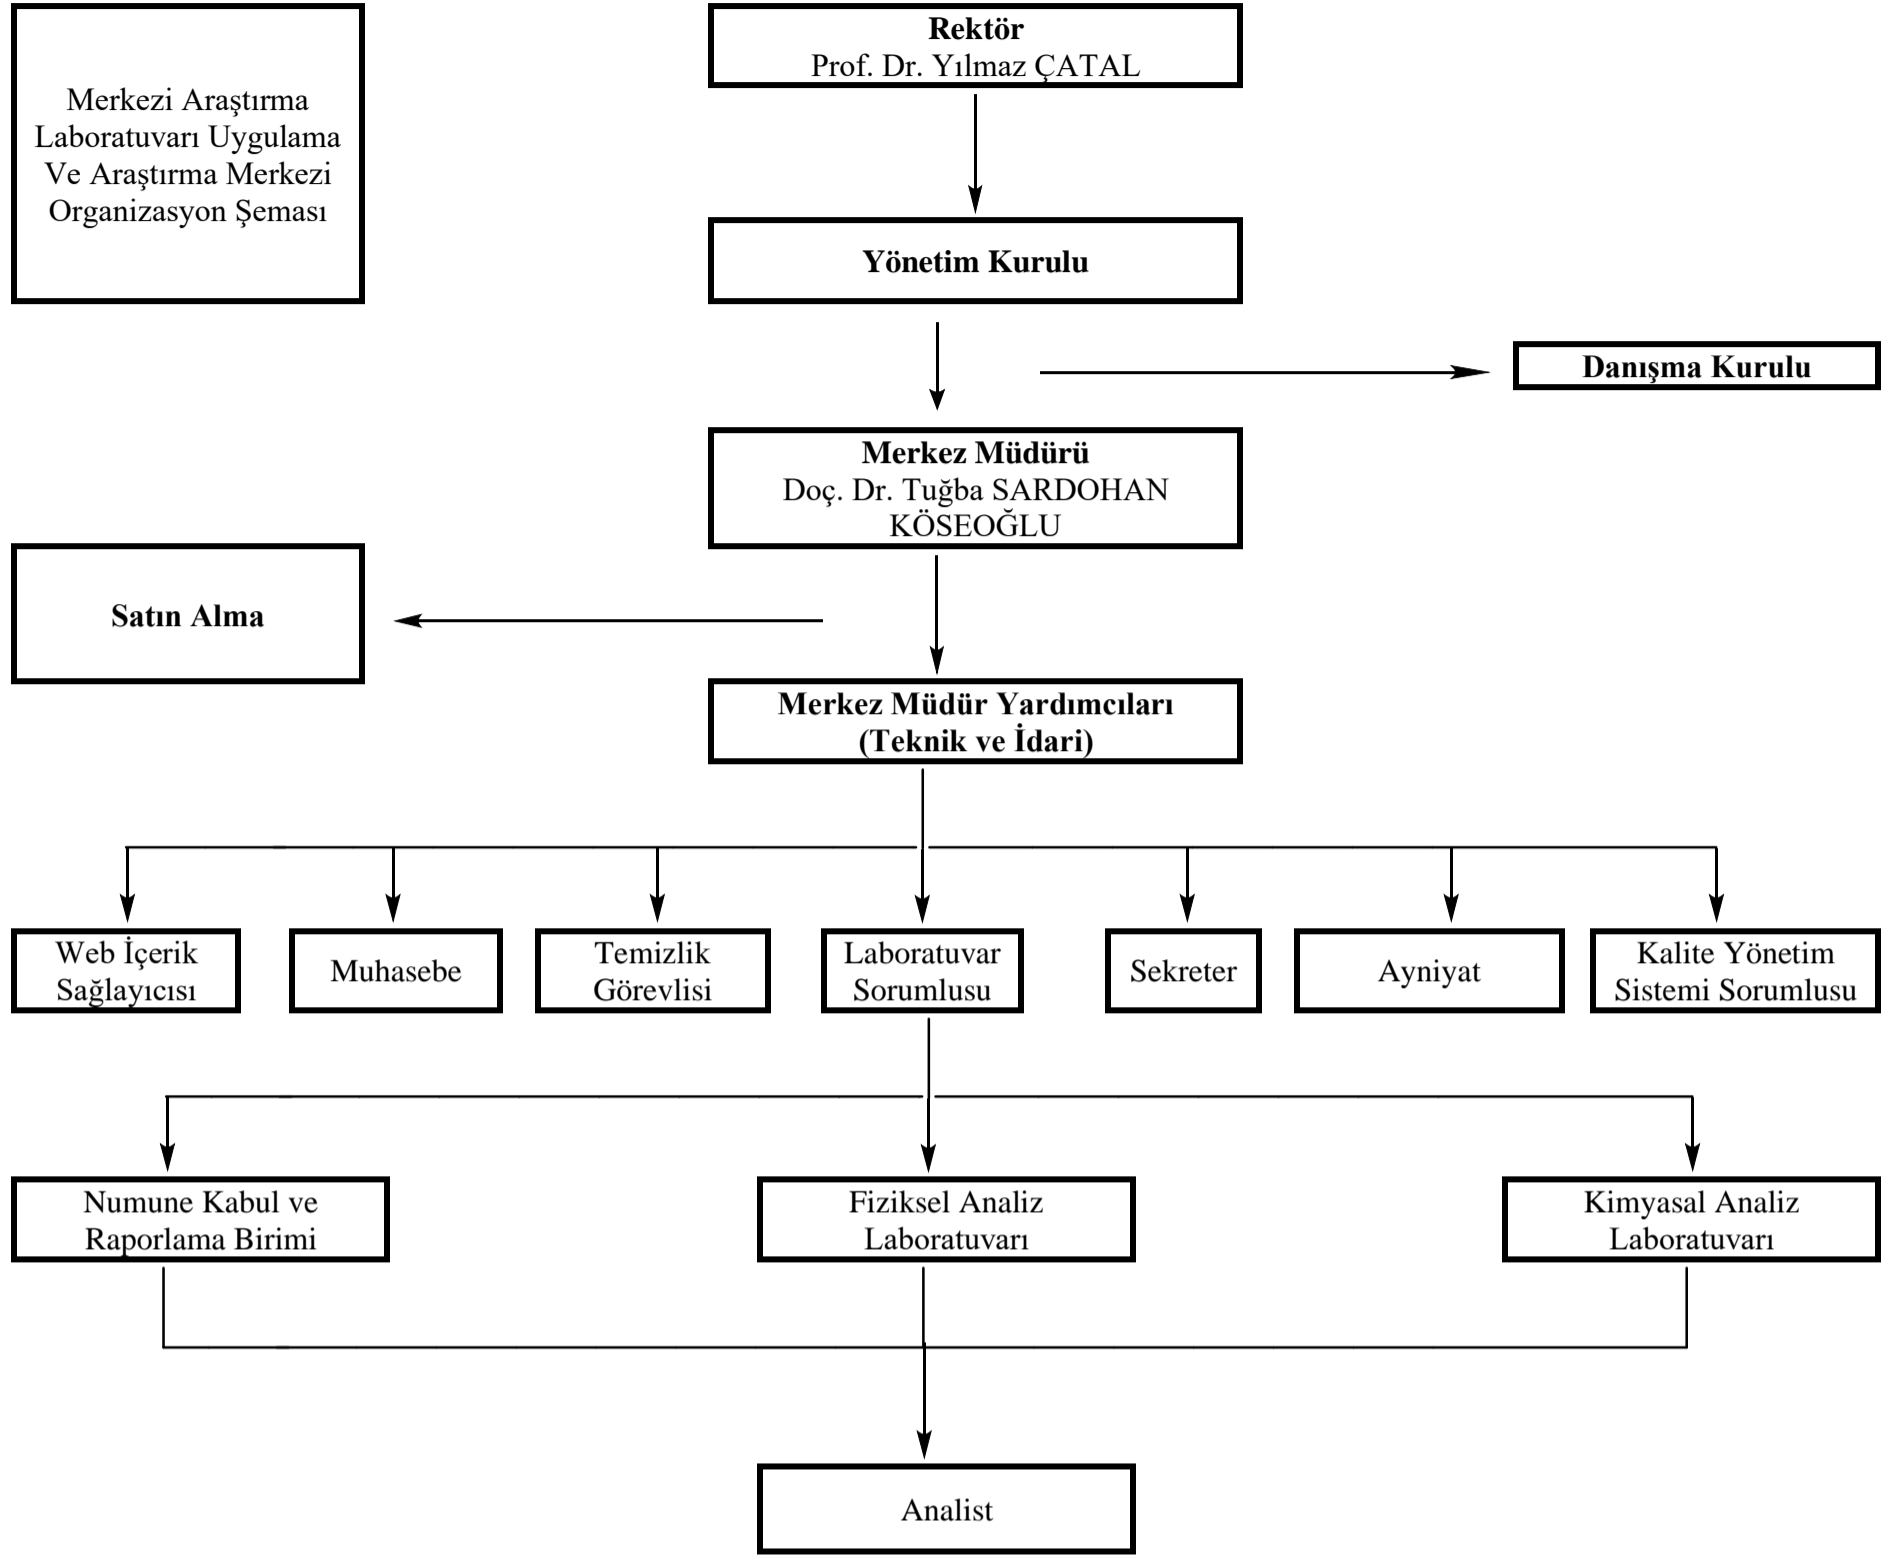 Merkezi Araştırma
Laboratuvarı Uygulama
Ve Araştırma Merkezi
Organizasyon Şeması
Rektör
Prof. Dr. Yılmaz ÇATAL
Yönetim Kurulu
Danışma Kurulu
Merkez Müdürü
Doç. Dr. Tuğba SARDOHAN
KÖSEOĞLU
Satın Alma
Merkez Müdür Yardımcıları
(Teknik ve İdari)
Web İçerik
Sağlayıcısı
Muhasebe
Temizlik
Görevlisi
Laboratuvar
Sorumlusu
Sekreter
Ayniyat
Kalite Yönetim
Sistemi Sorumlusu
Numune Kabul ve
Raporlama Birimi
Fiziksel Analiz
Laboratuvarı
Kimyasal Analiz
Laboratuvarı
Analist